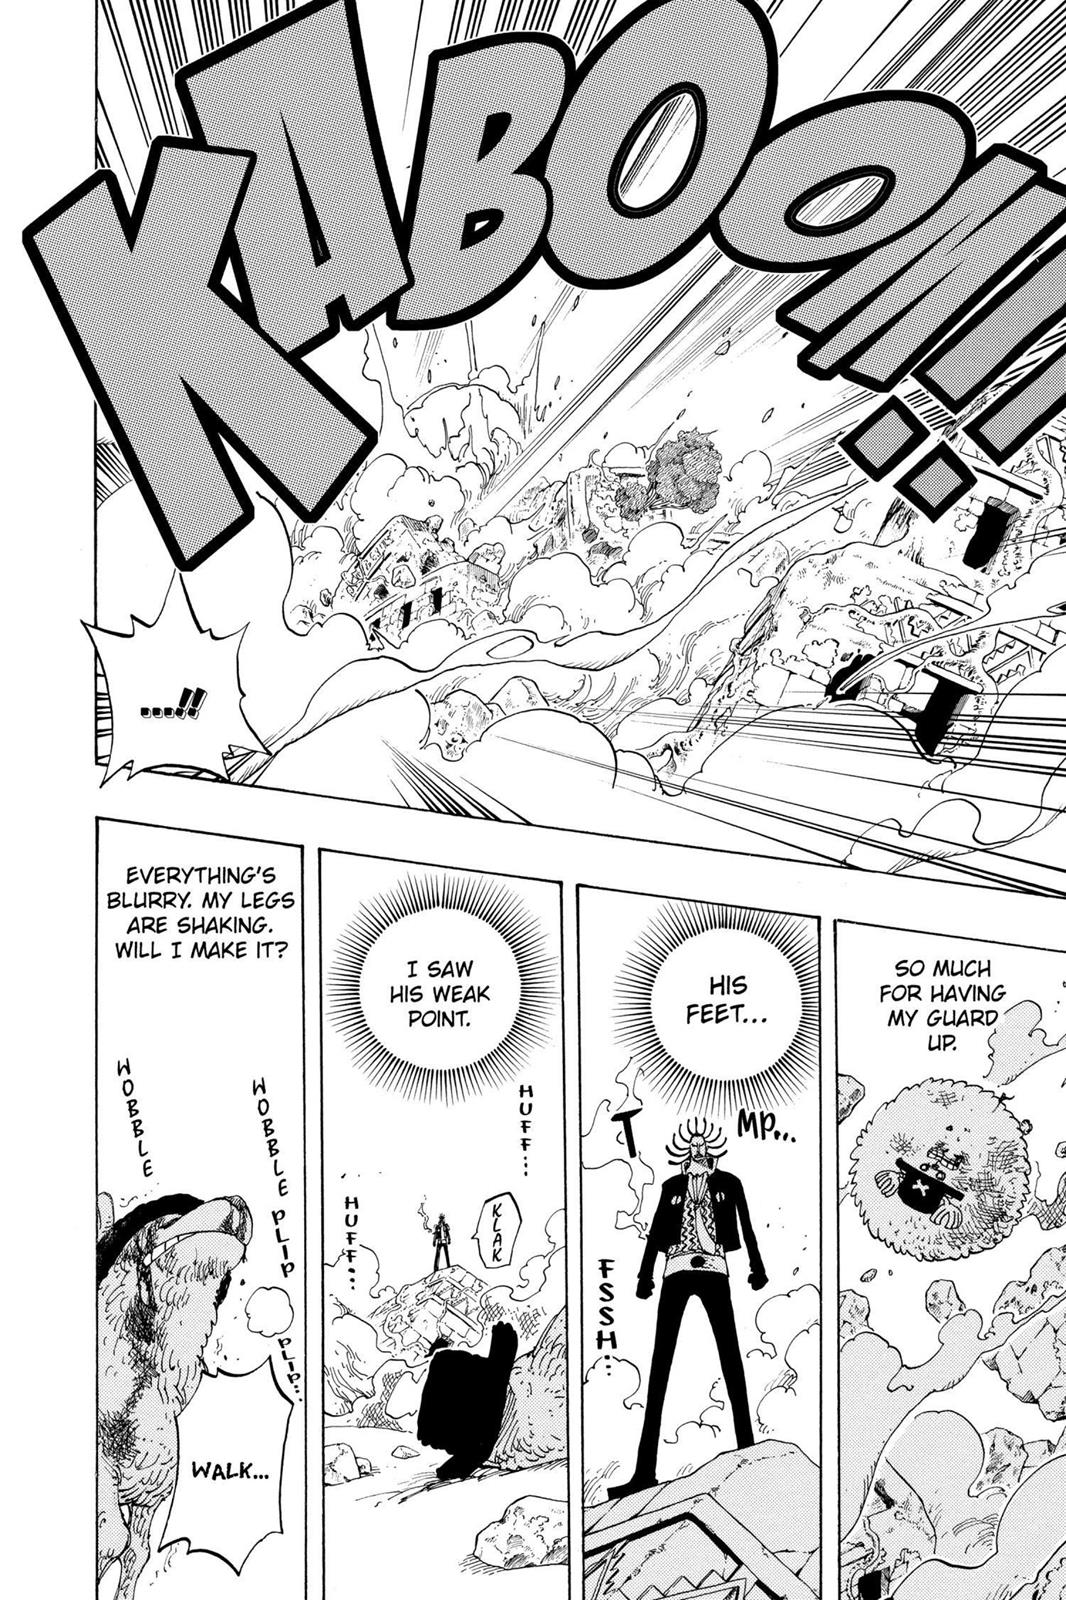 KABOOM!!
.....!!
SO MUCH
FOR HAVING
MY GUARD
UP.
HIS
FEET...
MP...
FSSH...
I SAW
HIS WEAK
POINT.
HUFF...
KLAK
HUFF...
EVERYTHING'S
BLURRY. MY LEGS
ARE SHAKING.
WILL I MAKE IT?
WOBBLE
WOBBLE
PLIP
PLIP...
WALK...